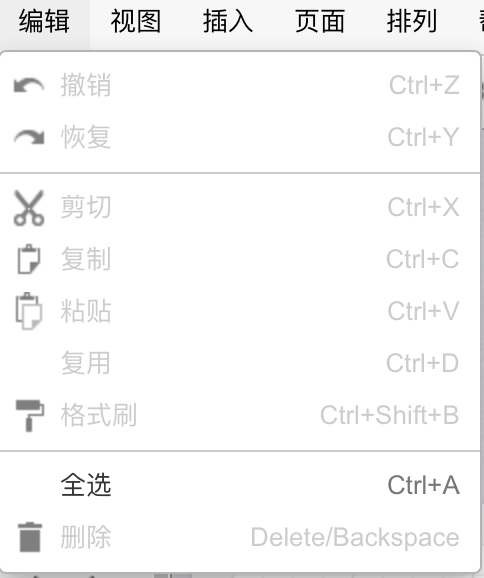 编辑 视图 插入 页面 排列
撤销 Ctrl+Z
恢复 Ctrl+Y
剪切 Ctrl+X
复制 Ctrl+C
粘贴 Ctrl+V
复用 Ctrl+D
格式刷 Ctrl+Shift+B
全选 Ctrl+A
删除 Delete/Backspace